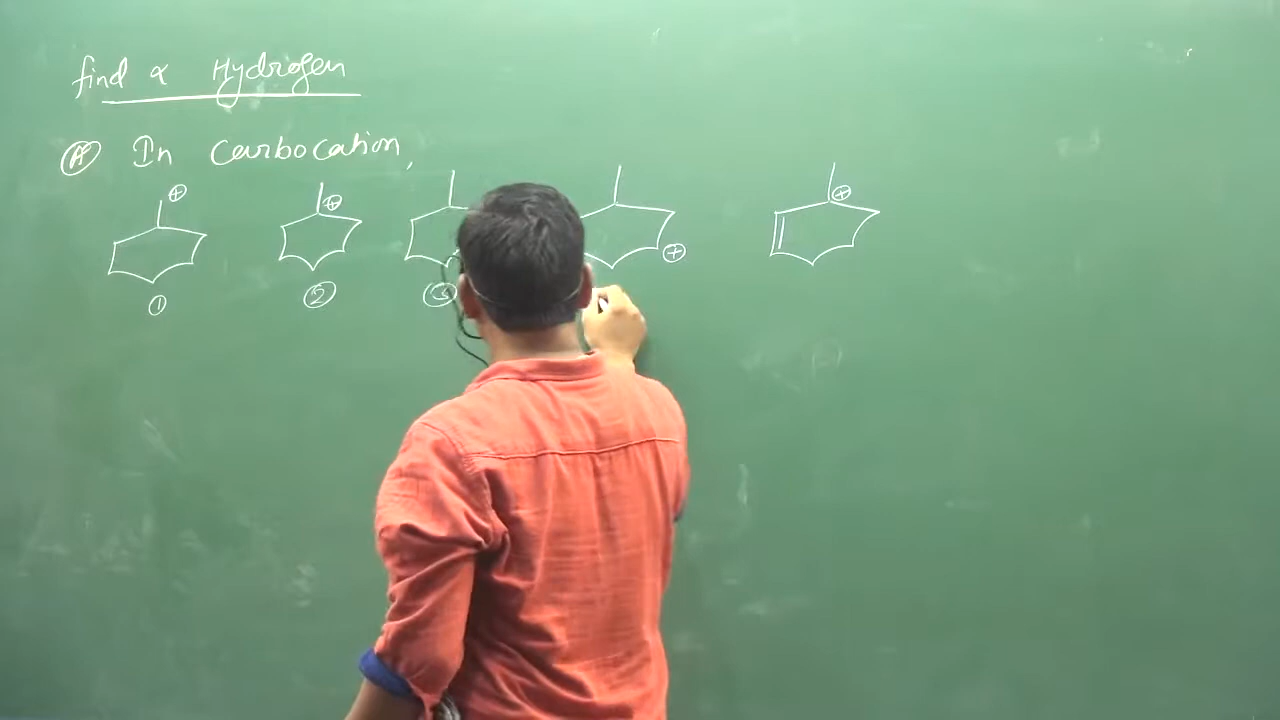 find α Hydrogen
Ⓐ In Carbocation,
⊕ ⊕ ⊕ ⊕
① ② ③